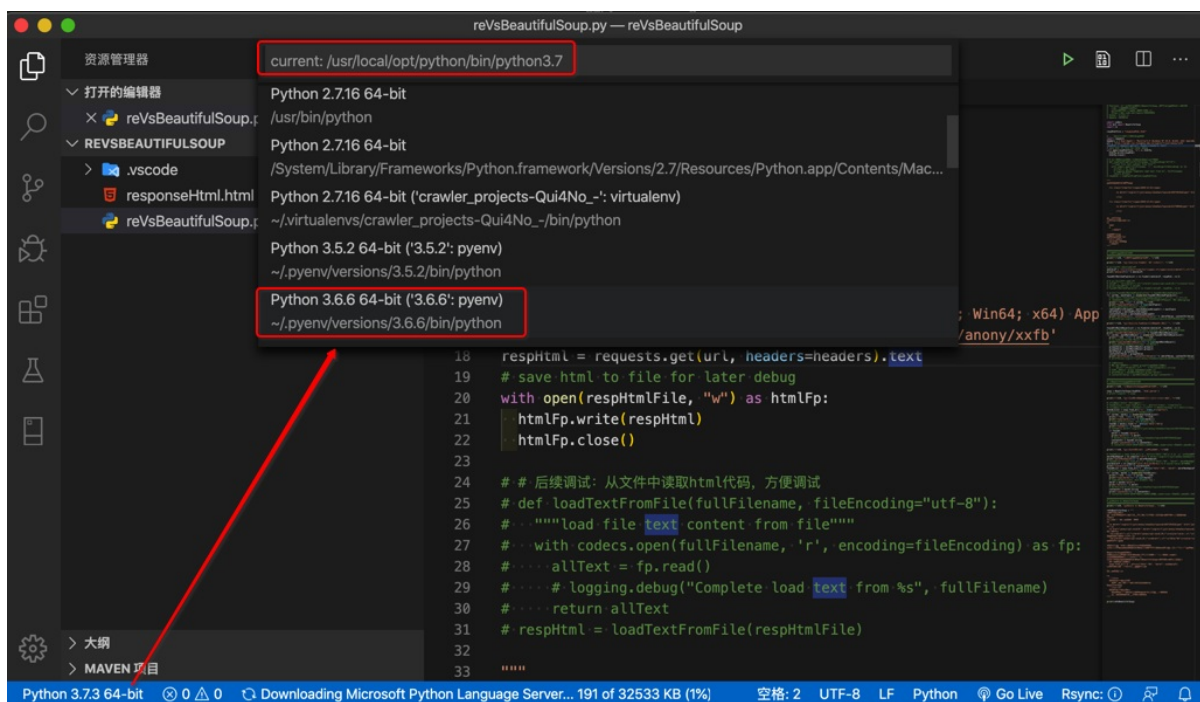 reVsBeautifulSoup.py — reVsBeautifulSoup
资源管理器
打开的编辑器
reVsBeautifulSoup.p
REVSBEAUTIFULSOUP
.vscode
responseHtml.html
reVsBeautifulSoup.p
current: /usr/local/opt/python/bin/python3.7
Python 2.7.16 64-bit
/usr/bin/python
Python 2.7.16 64-bit
/System/Library/Frameworks/Python.framework/Versions/2.7/Resources/Python.app/Contents/Mac...
Python 2.7.16 64-bit ('crawler_projects-Qui4No_-': virtualenv)
~/.virtualenvs/crawler_projects-Qui4No_-/bin/python
Python 3.5.2 64-bit ('3.5.2': pyenv)
~/.pyenv/versions/3.5.2/bin/python
Python 3.6.6 64-bit ('3.6.6': pyenv)
~/.pyenv/versions/3.6.6/bin/python
; Win64; x64) App
/anony/xxfb'
18 respHtml = requests.get(url, headers=headers).text
19 # save html to file for later debug
20 with open(respHtmlFile, "w") as htmlFp:
21 htmlFp.write(respHtml)
22 htmlFp.close()
23
24 # # 后续调试：从文件中读取html代码，方便调试
25 # def loadTextFromFile(fullFilename, fileEncoding="utf-8"):
26 # """load file text content from file"""
27 # with codecs.open(fullFilename, 'r', encoding=fileEncoding) as fp:
28 # allText = fp.read()
29 # # logging.debug("Complete load text from %s", fullFilename)
30 # return allText
31 # respHtml = loadTextFromFile(respHtmlFile)
32
33 """
大纲
MAVEN 项目
Python 3.7.3 64-bit 0 0 Downloading Microsoft Python Language Server... 191 of 32533 KB (1%) 空格: 2 UTF-8 LF Python Go Live Rsync: